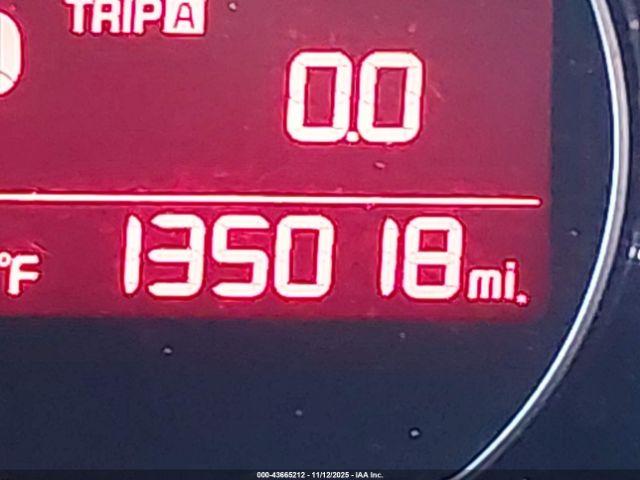 TRIP A
0.0
°F 135018 mi.
000-43665212 - 11/12/2025 - IAA Inc.